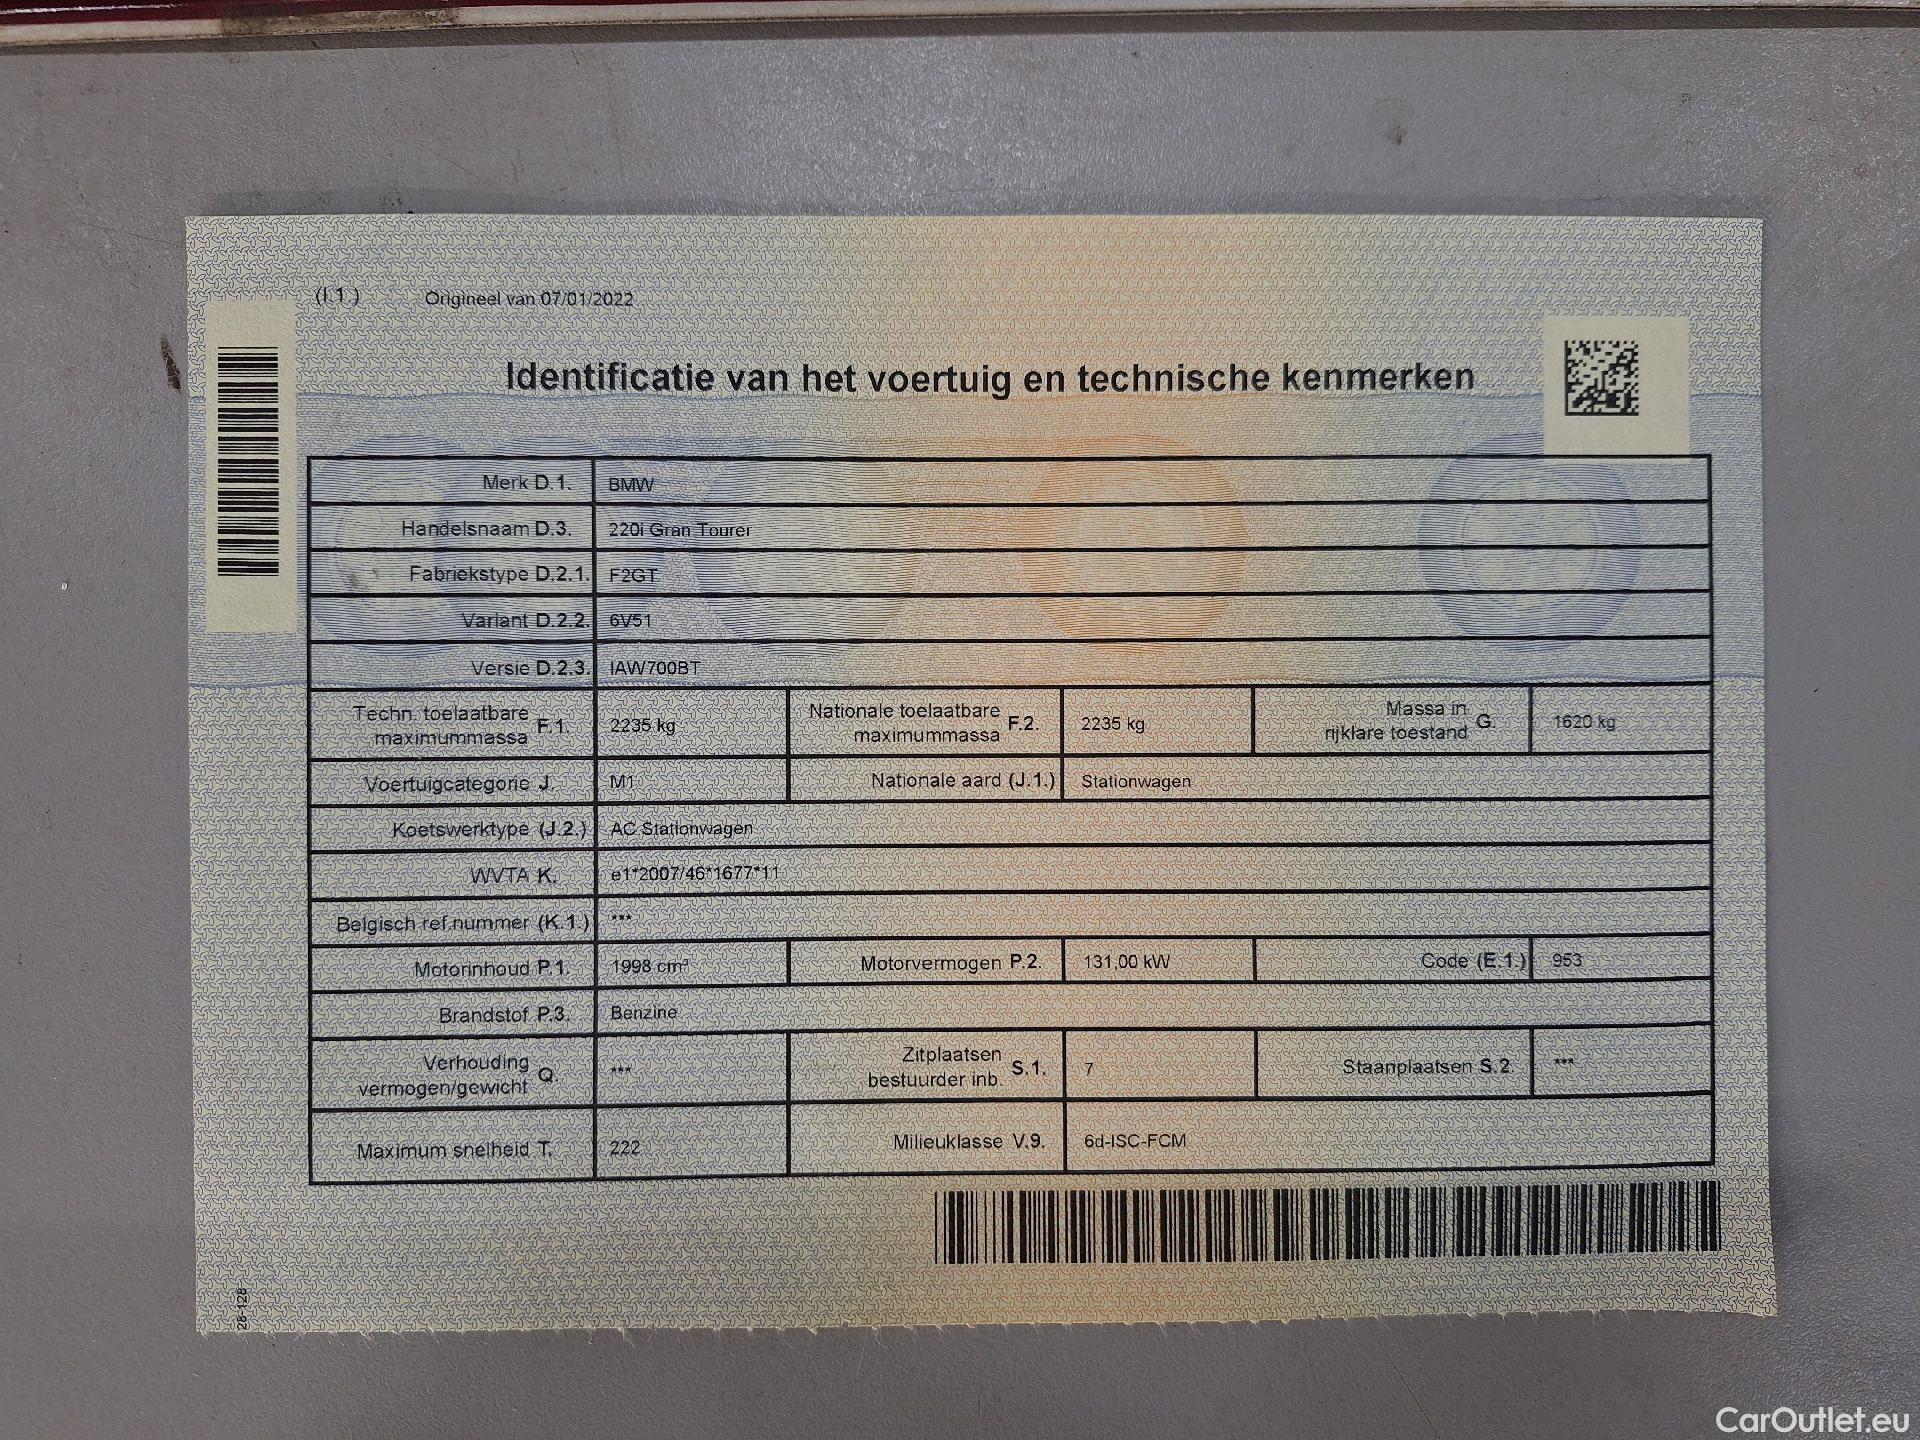 (I.1.) Origineel van 07/01/2022
Identificatie van het voertuig en technische kenmerken
Merk D.1. BMW
Handelsnaam D.3. 220i Gran Tourer
Fabriekstype D.2.1. F2GT
Variant D.2.2. 6V51
Versie D.2.3. IAW700BT
Techn. toelaatbare maximummassa F.1. 2235 kg Nationale toelaatbare maximummassa F.2. 2235 kg Massa in rijklare toestand G. 1620 kg
Voertuigcategorie J. M1 Nationale aard (J.1.) Stationwagen
Koetswerktype (J.2.) AC Stationwagen
WVTA K. e1*2007/46*1677*11
Belgisch ref.nummer (K.1.) ***
Motorinhoud P.1. 1998 cm³ Motorvermogen P.2. 131,00 kW Code (E.1.) 953
Brandstof P.3. Benzine
Verhouding vermogen/gewicht Q. *** Zitplaatsen bestuurder inb. S.1. 7 Staanplaatsen S.2. ***
Maximum snelheid T. 222 Milieuklasse V.9. 6d-ISC-FCM
28-128
CarOutlet.eu